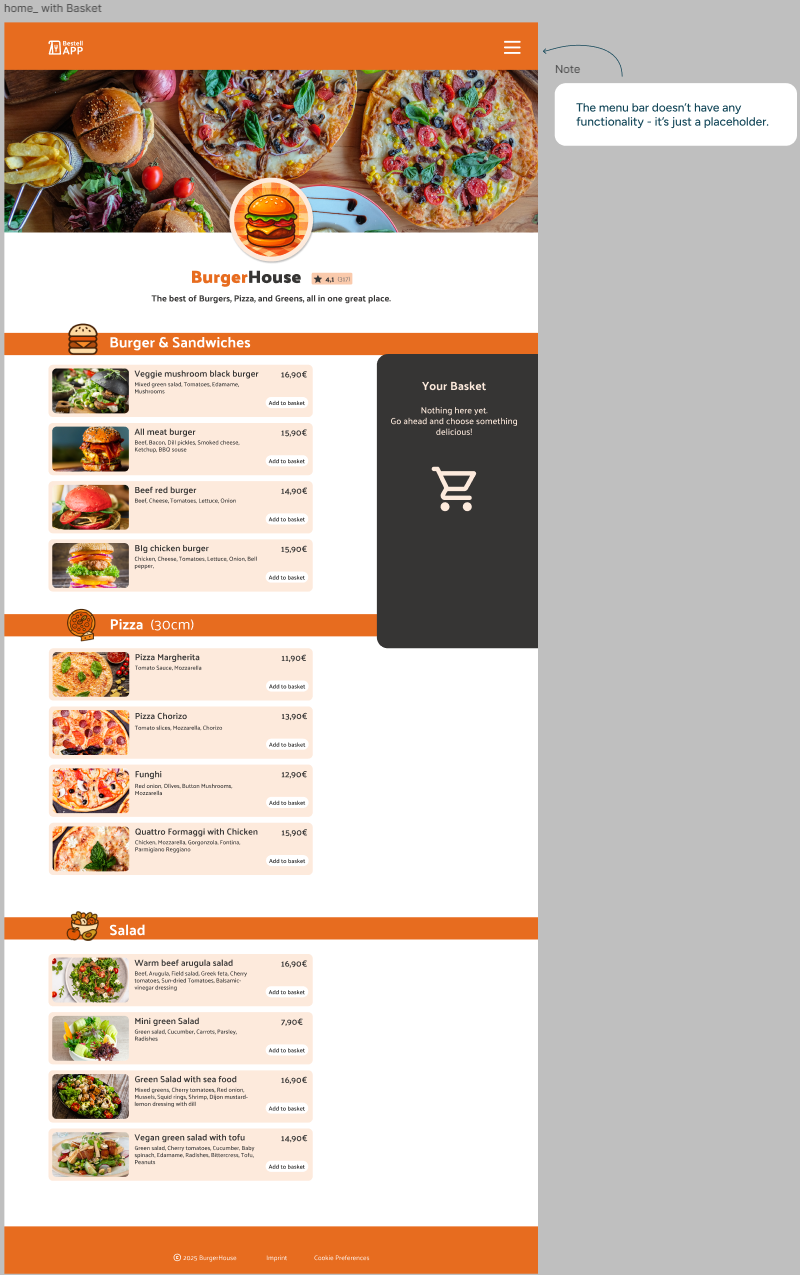 home_ with Basket
Bestell
APP
Note
The menu bar doesn't have any
functionality - it's just a placeholder.
BurgerHouse
4,1 (317)
The best of Burgers, Pizza, and Greens, all in one great place.
Burger & Sandwiches
Veggie mushroom black burger
16,90€
Mixed green salad, Tomatoes, Edamame,
Mushrooms
Add to basket
All meat burger
15,90€
Beef, Bacon, Dill pickles, Smoked cheese,
Ketchup, BBQ souse
Add to basket
Beef red burger
14,90€
Beef, Cheese, Tomatoes, Lettuce, Onion
Add to basket
BIg chicken burger
15,90€
Chicken, Cheese, Tomatoes, Lettuce, Onion, Bell
pepper,
Add to basket
Your Basket
Nothing here yet.
Go ahead and choose something
delicious!
Pizza (30cm)
Pizza Margherita
11,90€
Tomato Sauce, Mozzarella
Add to basket
Pizza Chorizo
13,90€
Tomato slices, Mozzarella, Chorizo
Add to basket
Funghi
12,90€
Red onion, Olives, Button Mushrooms,
Mozzarella
Add to basket
Quattro Formaggi with Chicken
15,90€
Chicken, Mozzarella, Gorgonzola, Fontina,
Parmigiano Reggiano
Add to basket
Salad
Warm beef arugula salad
16,90€
Beef, Arugula, Field salad, Greek feta, Cherry
tomatoes, Sun-dried Tomatoes, Balsamic-
vinegar dressing
Add to basket
Mini green Salad
7,90€
Green salad, Cucumber, Carrots, Parsley,
Radishes
Add to basket
Green Salad with sea food
16,90€
Mixed greens, Cherry tomatoes, Red onion,
Mussels, Squid rings, Shrimp, Dijon mustard-
lemon dressing with dill
Add to basket
Vegan green salad with tofu
14,90€
Green salad, Cherry tomatoes, Cucumber, Baby
spinach, Edamame, Radishes, Bittercress, Tofu,
Peanuts
Add to basket
© 2025 BurgerHouse
Imprint
Cookie Preferences